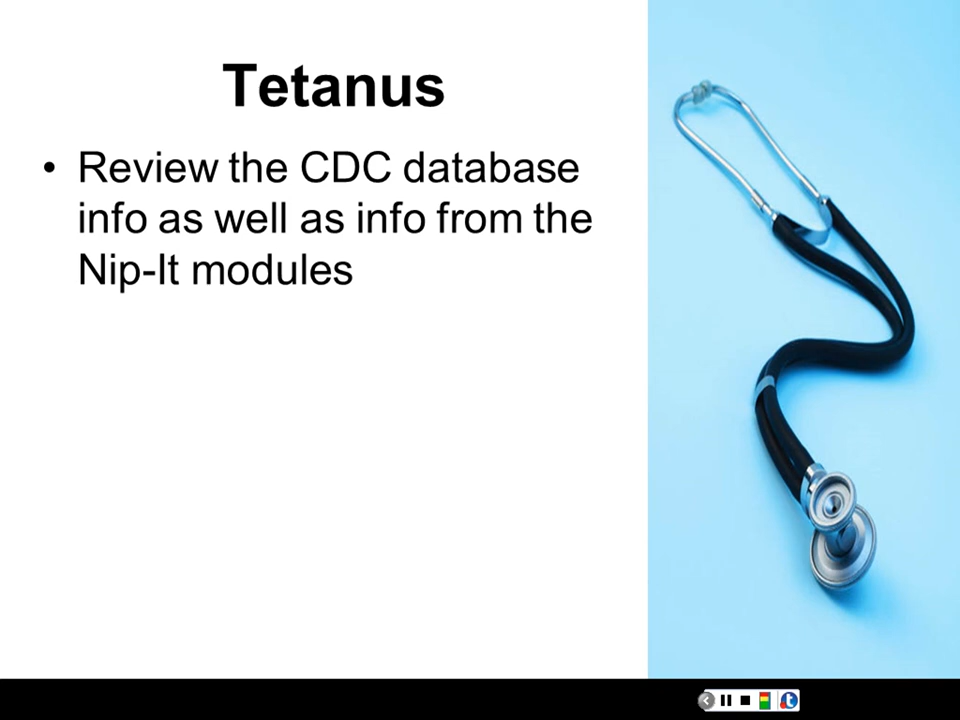 Tetanus
• Review the CDC database
info as well as info from the
Nip-It modules